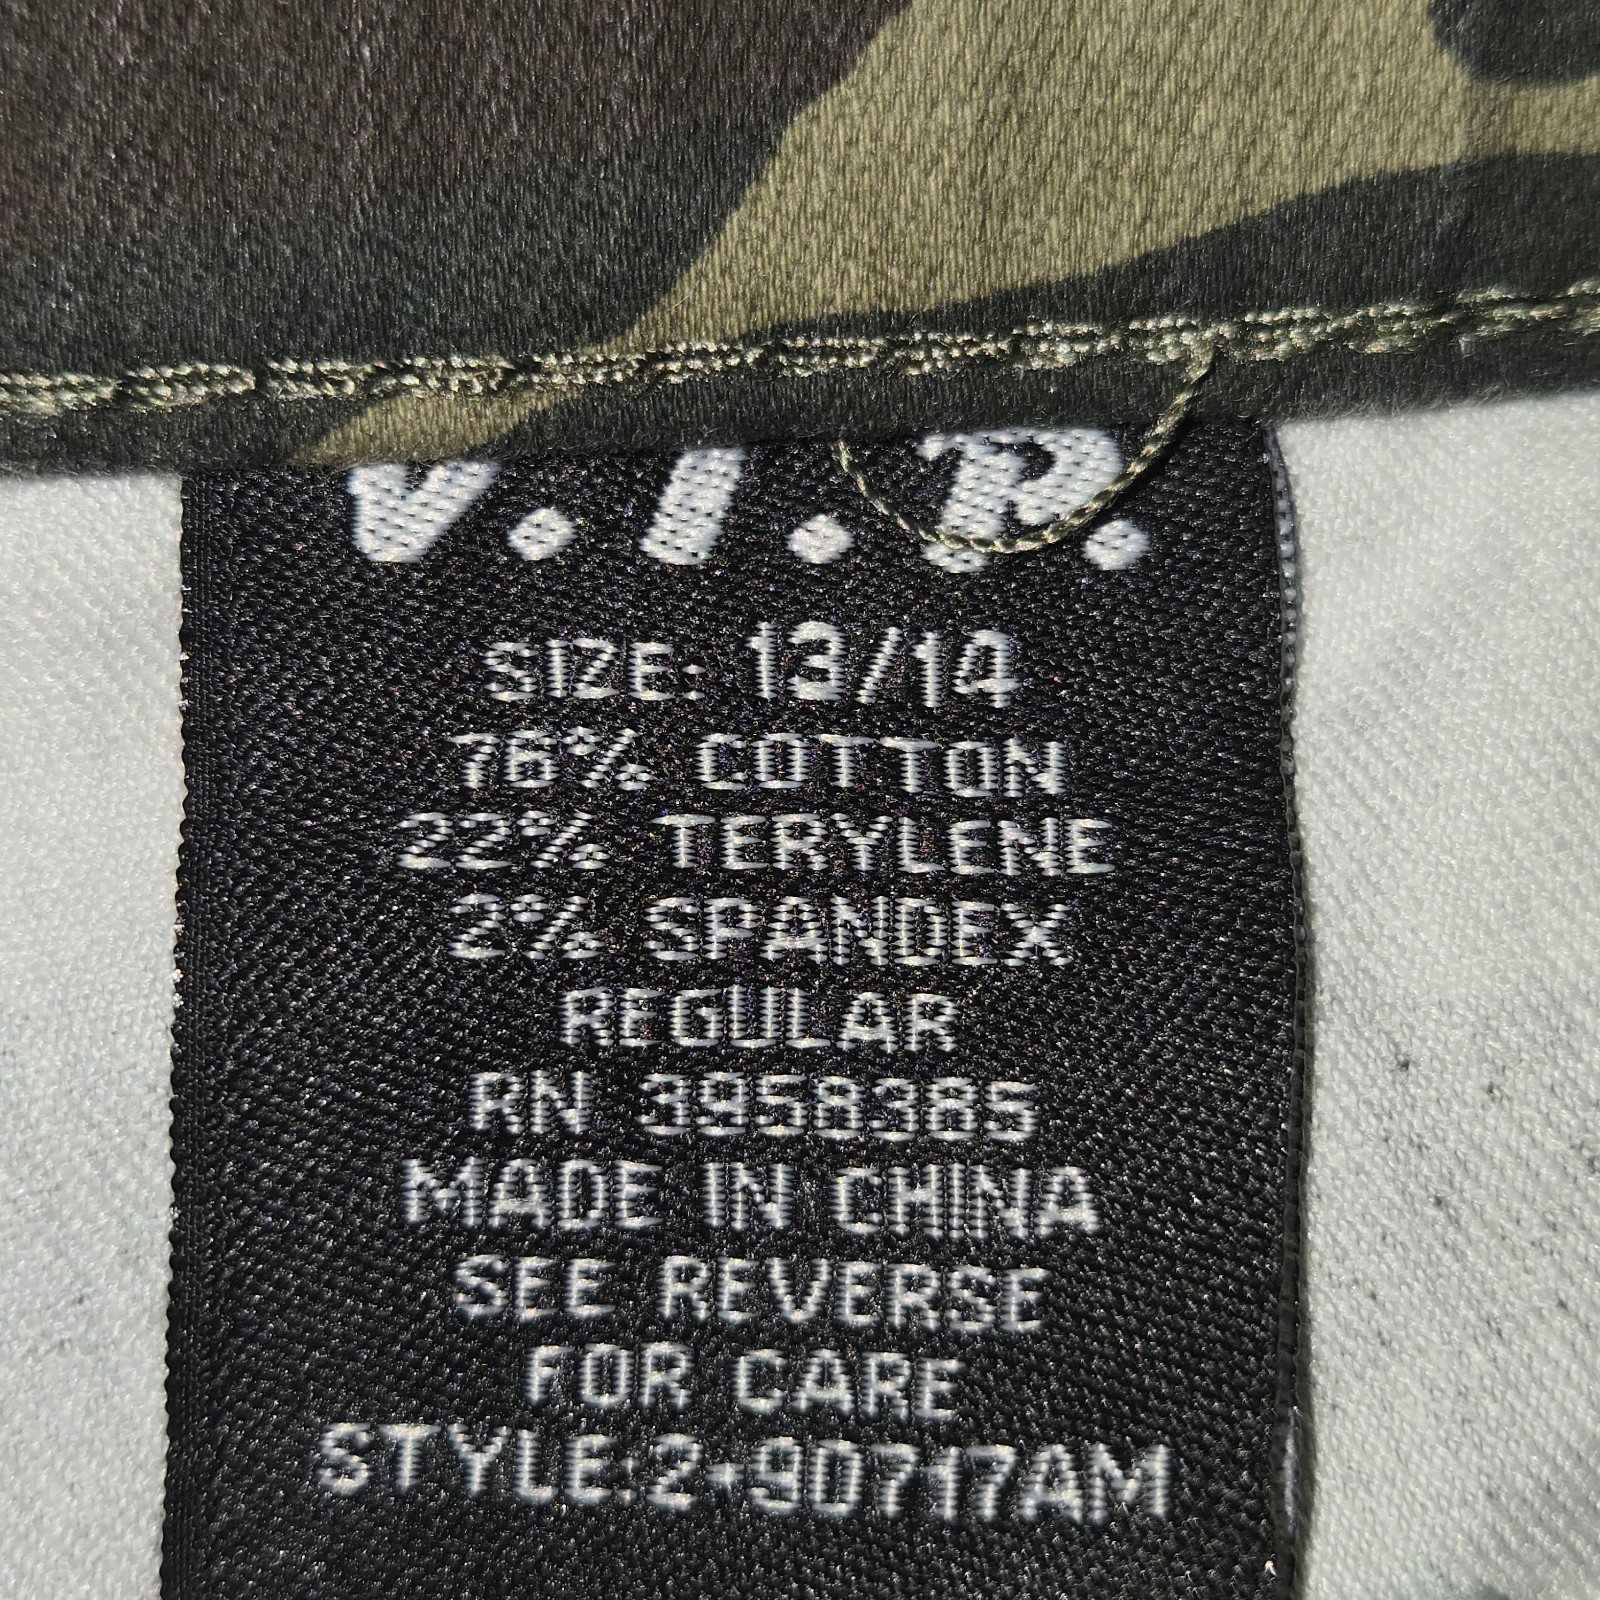 V.I.P.
SIZE: 13/14
76% COTTON
22% TERYLENE
2% SPANDEX
REGULAR
RN 3958385
MADE IN CHINA
SEE REVERSE
FOR CARE
STYLE:2+90717AM